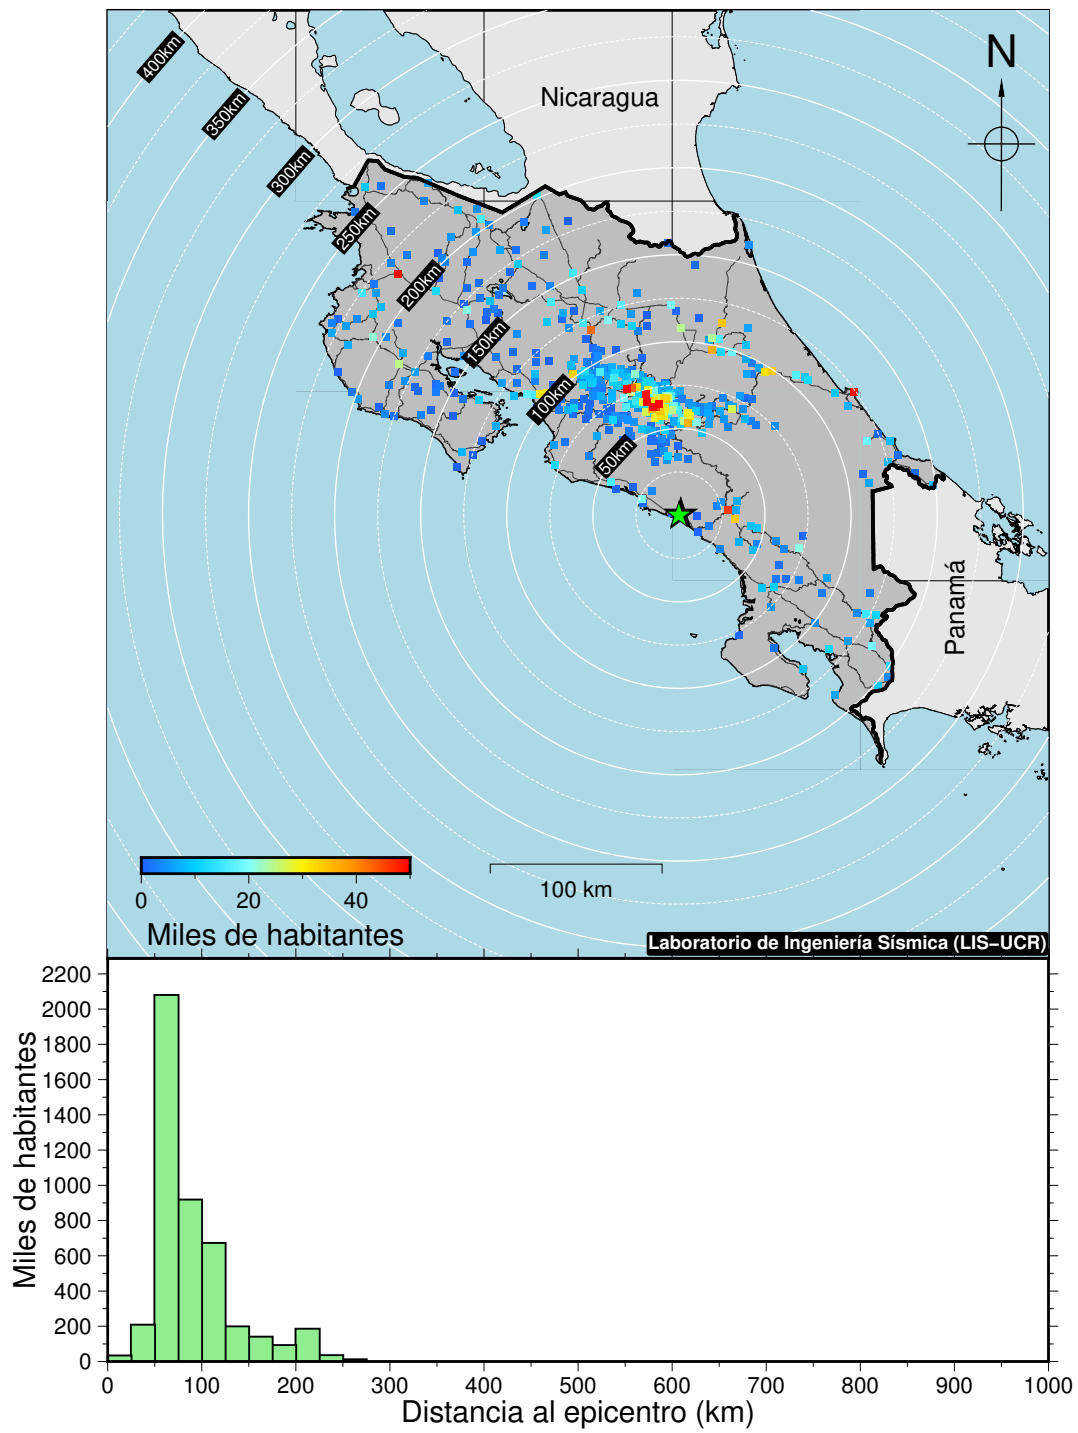 400km
350km
300km
250km
200km
150km
100km
50km
Nicaragua
N
Panamá
0 20 40
Miles de habitantes
100 km
Laboratorio de Ingeniería Sísmica (LIS–UCR)
Miles de habitantes
2200
2000
1800
1600
1400
1200
1000
800
600
400
200
0
0 100 200 300 400 500 600 700 800 900 1000
Distancia al epicentro (km)